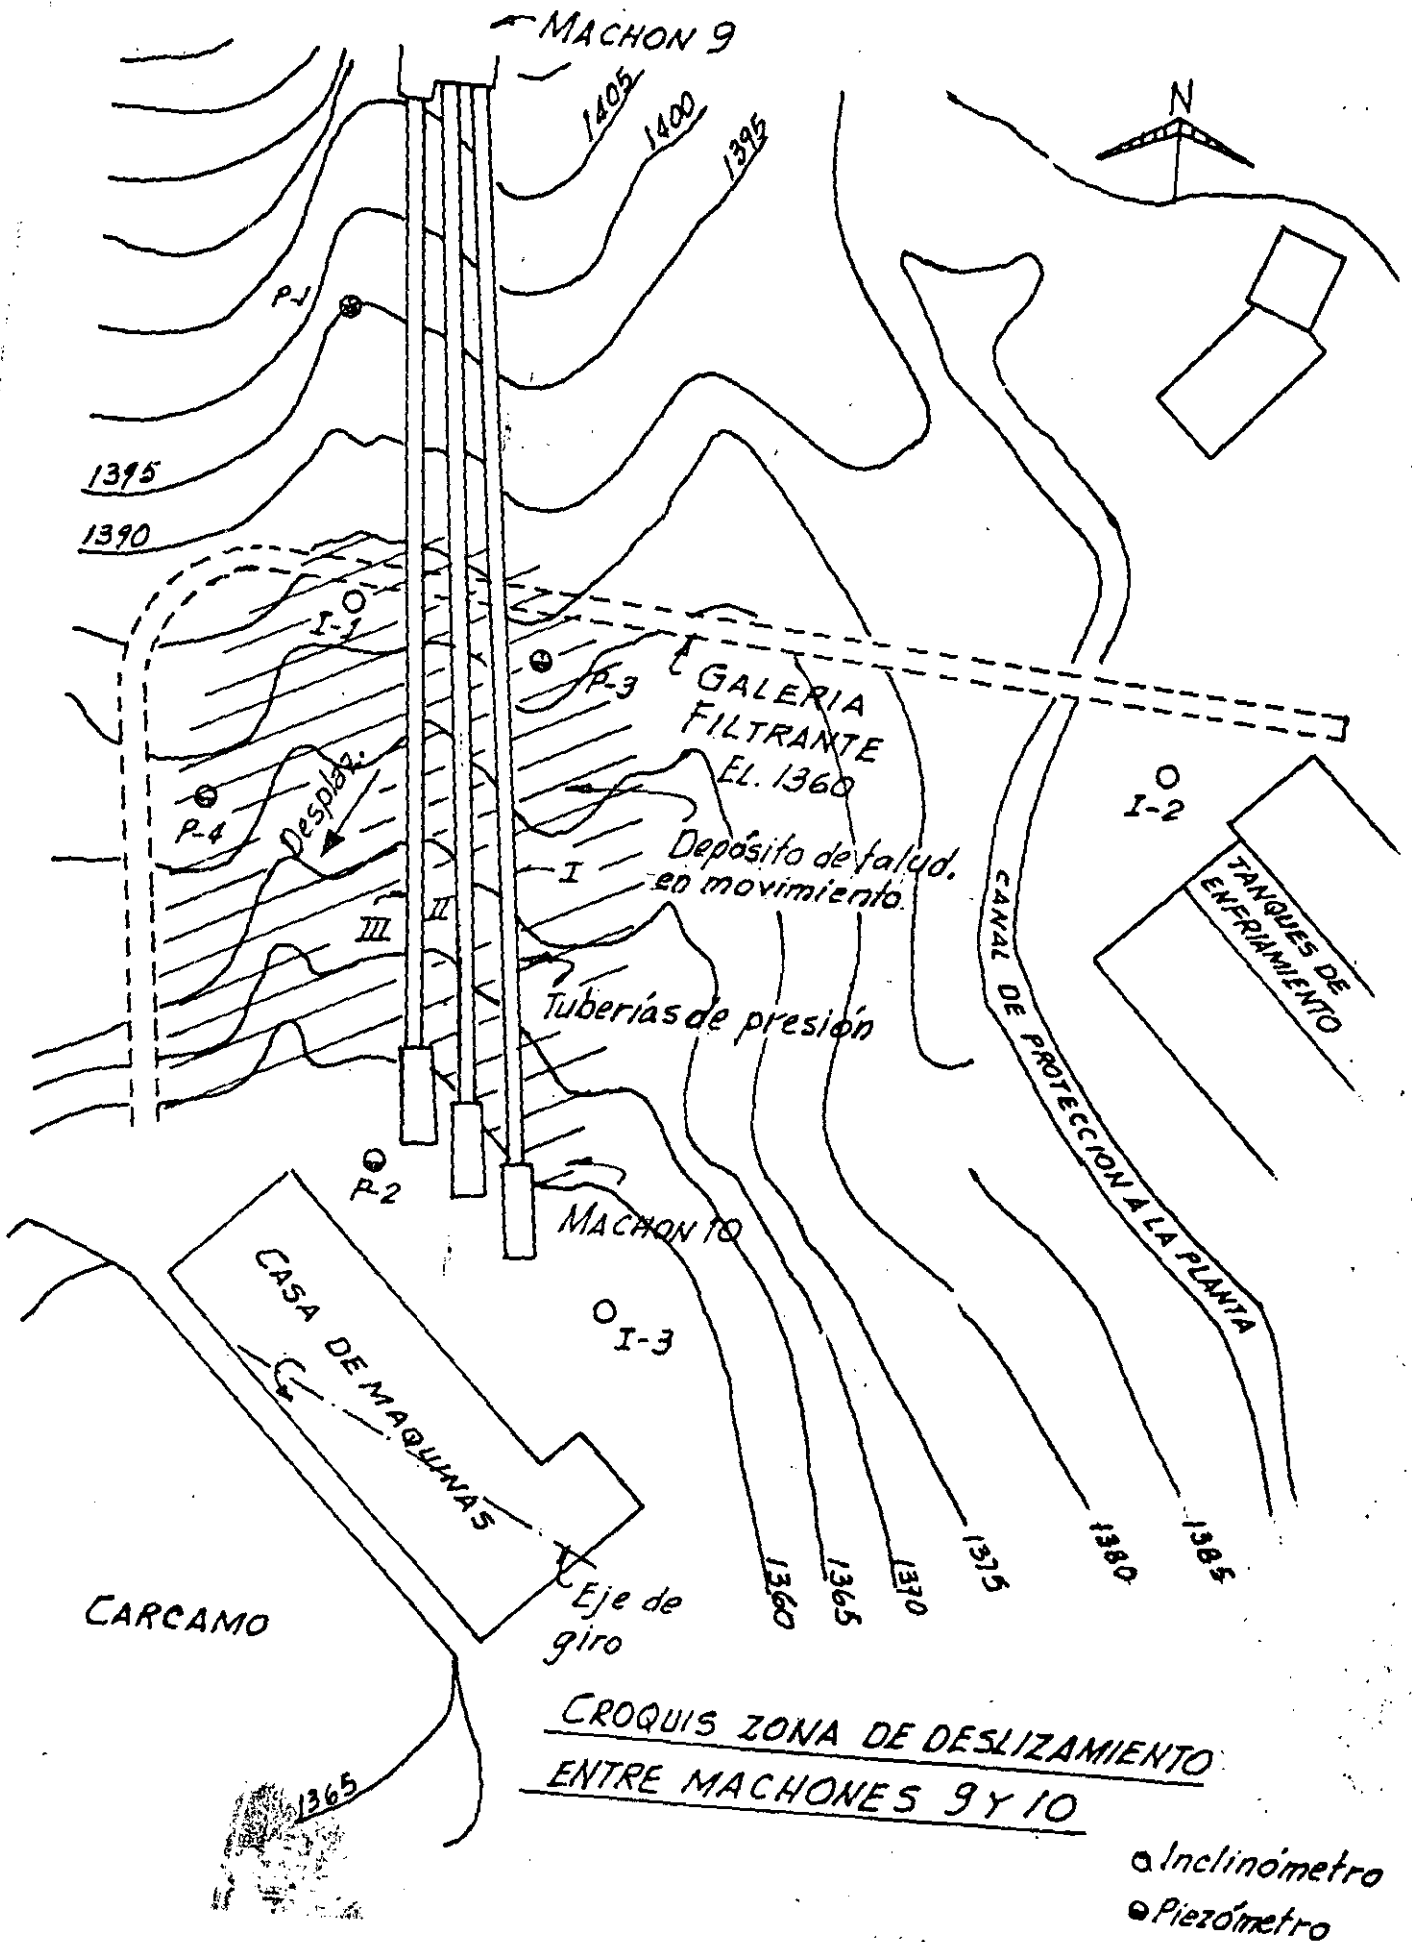 MACHON 9
N
1405
1400
1395
P-1
1395
1390
I-1
P-3
GALERIA
FILTRANTE
EL. 1360
I-2
P-4
Desplaz.
Depósito de talud.
en movimiento.
I
II
III
TANQUES DE
ENFRIAMIENTO
CANAL DE PROTECCION A LA PLANTA
Tuberías de presión
P-2
MACHON 10
CASA DE MAQUINAS
I-3
1360
1365
1370
1375
1380
1385
Eje de
giro
CARCAMO
1365
CROQUIS ZONA DE DESLIZAMIENTO
ENTRE MACHONES 9 Y 10
Inclinómetro
Piezómetro